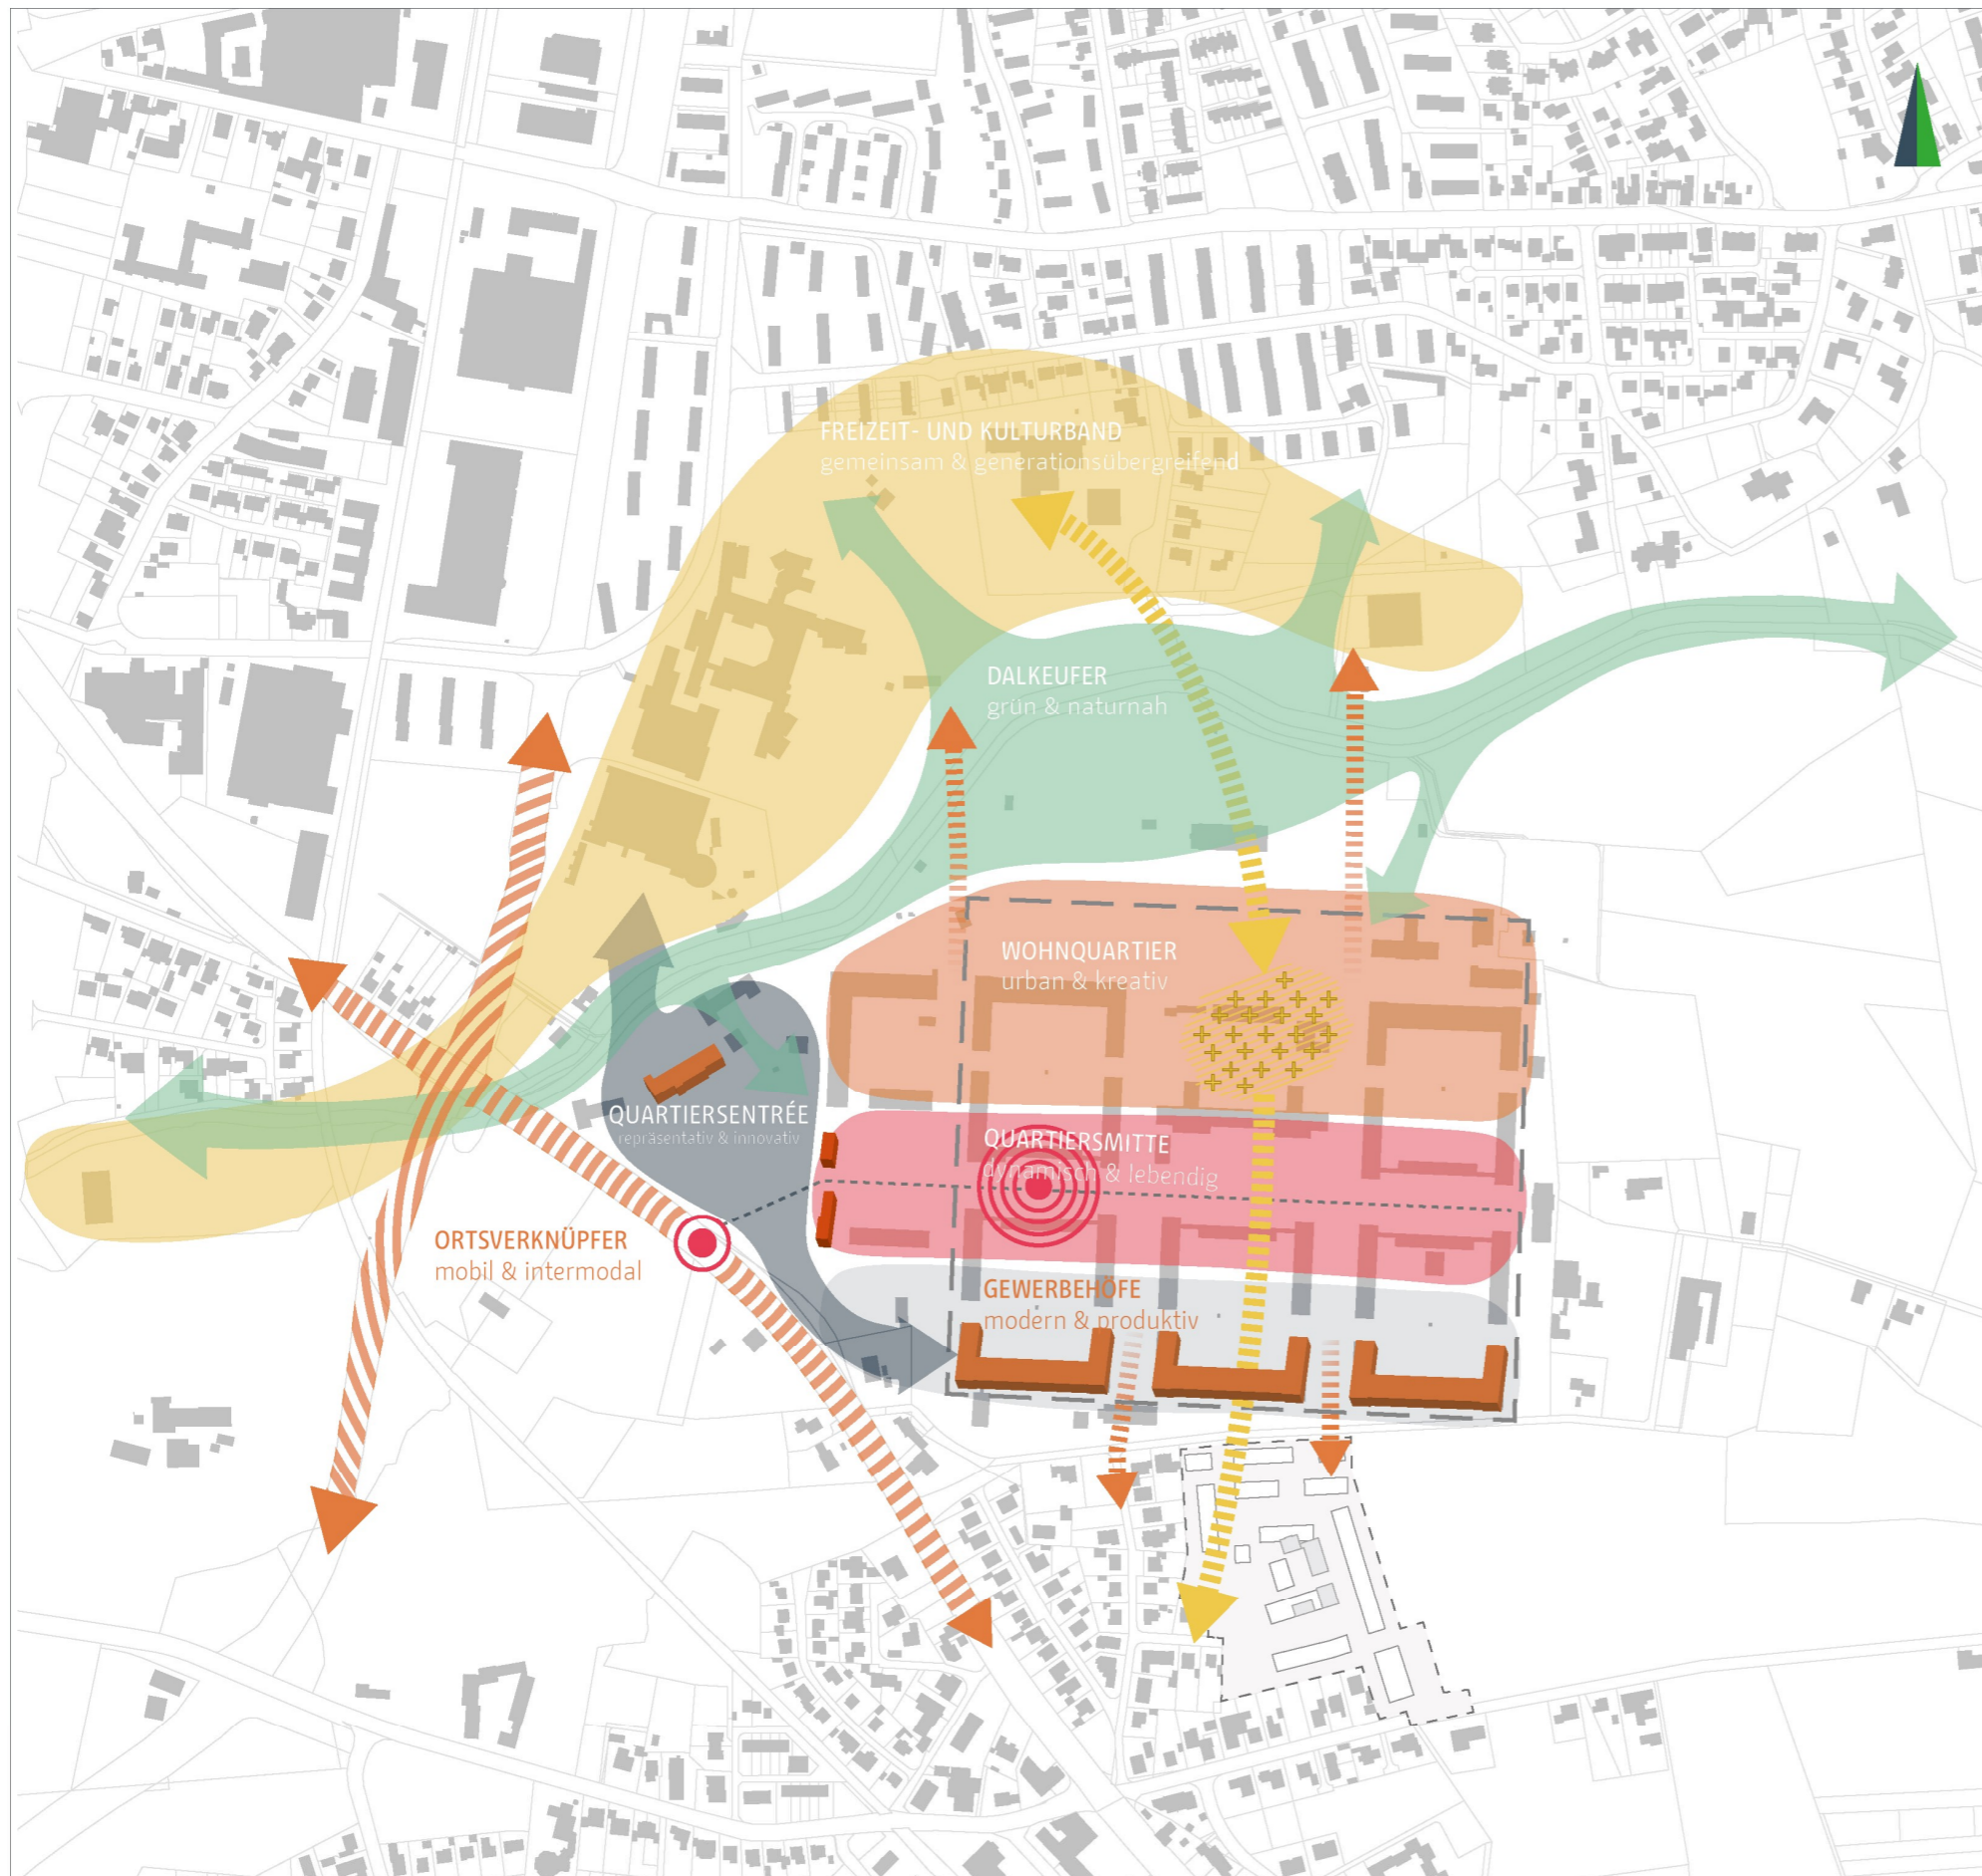 FREIZEIT- UND KULTURBAND
gemeinsam & generationsübergreifend
DALKEUFER
grün & naturnah
WOHNQUARTIER
urban & kreativ
QUARTIERSENTRÉE
repräsentativ & innovativ
QUARTIERSMITTE
dynamisch & lebendig
ORTSVERKNÜPFER
mobil & intermodal
GEWERBEHÖFE
modern & produktiv